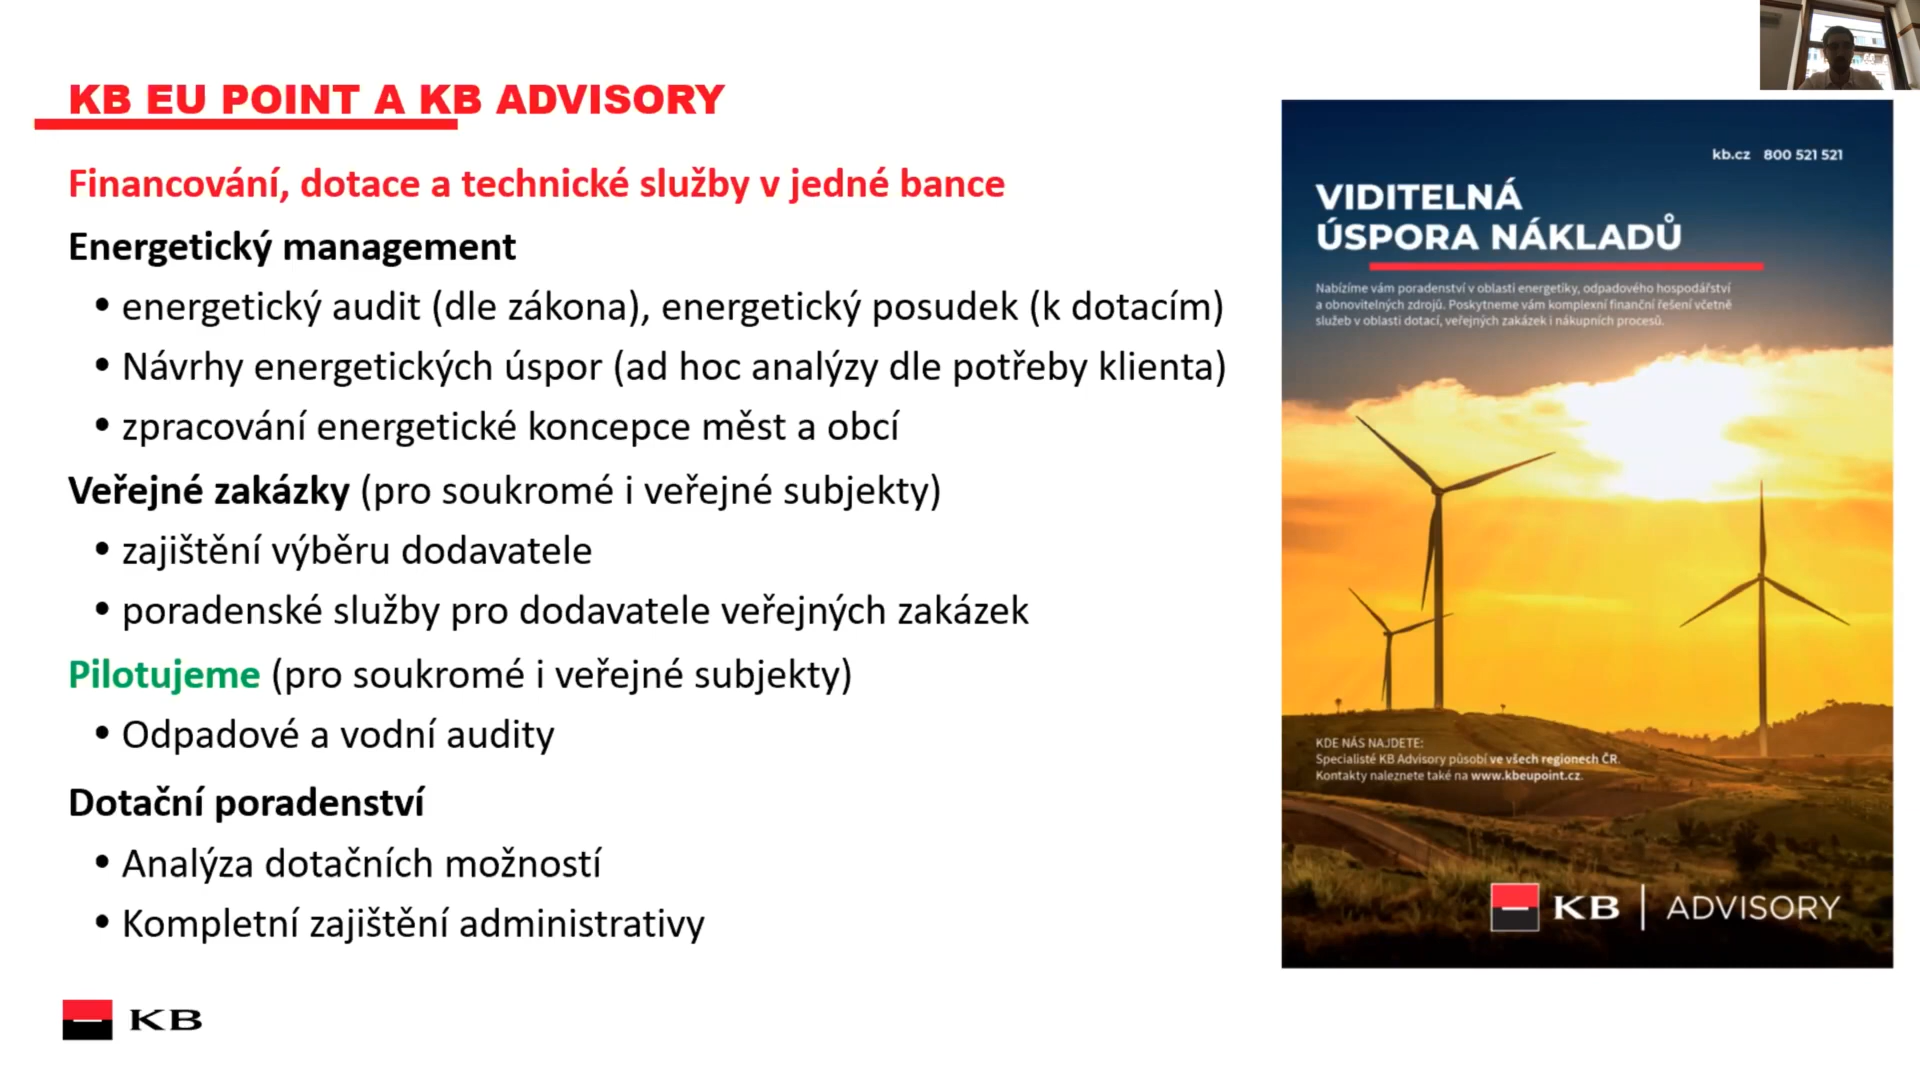 KB EU POINT A KB ADVISORY
Financování, dotace a technické služby v jedné bance
Energetický management
• energetický audit (dle zákona), energetický posudek (k dotacím)
• Návrhy energetických úspor (ad hoc analýzy dle potřeby klienta)
• zpracování energetické koncepce měst a obcí
Veřejné zakázky (pro soukromé i veřejné subjekty)
• zajištění výběru dodavatele
• poradenské služby pro dodavatele veřejných zakázek
Pilotujeme (pro soukromé i veřejné subjekty)
• Odpadové a vodní audity
Dotační poradenství
• Analýza dotačních možností
• Kompletní zajištění administrativy
KB
kb.cz 800 521 521
VIDITELNÁ
ÚSPORA NÁKLADŮ
Nabízíme vám poradenství v oblasti energetiky, odpadového hospodářství
a obnovitelných zdrojů. Poskytneme vám komplexní finanční řešení včetně
služeb v oblasti dotací, veřejných zakázek i nákupních procesů.
KDE NÁS NAJDETE:
Specialisté KB Advisory působí ve všech regionech ČR.
Kontakty naleznete také na www.kbeupoint.cz.
KB | ADVISORY